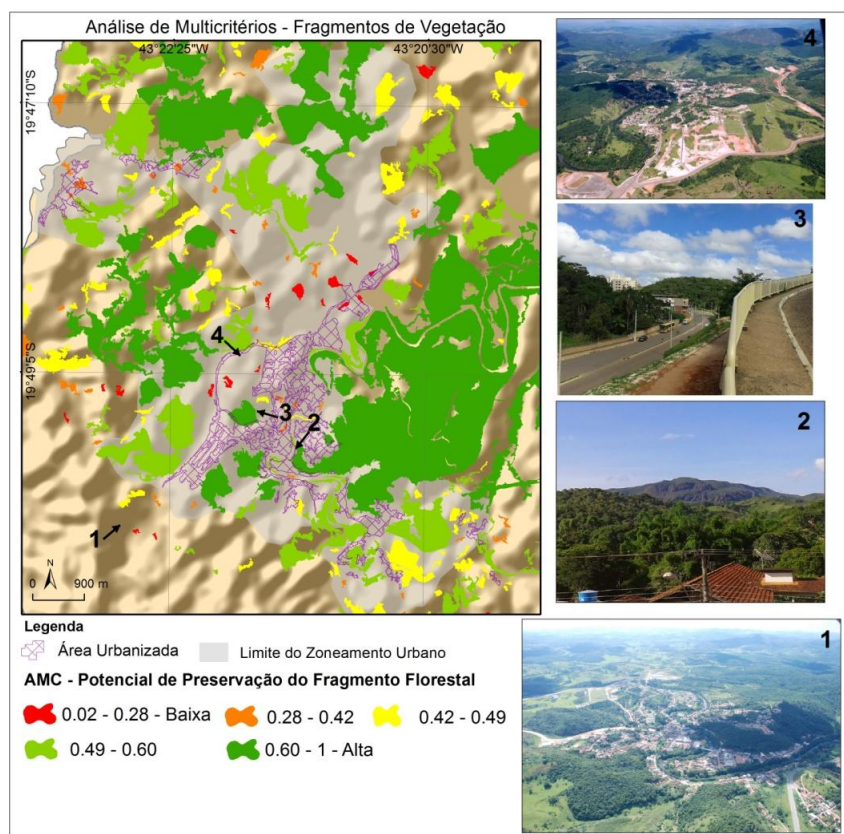 Análise de Multicritérios - Fragmentos de Vegetação
43°22'25"W 43°20'30"W
19°47'10"S
19°49'5"S
4
3
2
1
N
0 900 m
4
3
2
1
Legenda
Área Urbanizada Limite do Zoneamento Urbano
AMC - Potencial de Preservação do Fragmento Florestal
0.02 - 0.28 - Baixa 0.28 - 0.42 0.42 - 0.49
0.49 - 0.60 0.60 - 1 - Alta